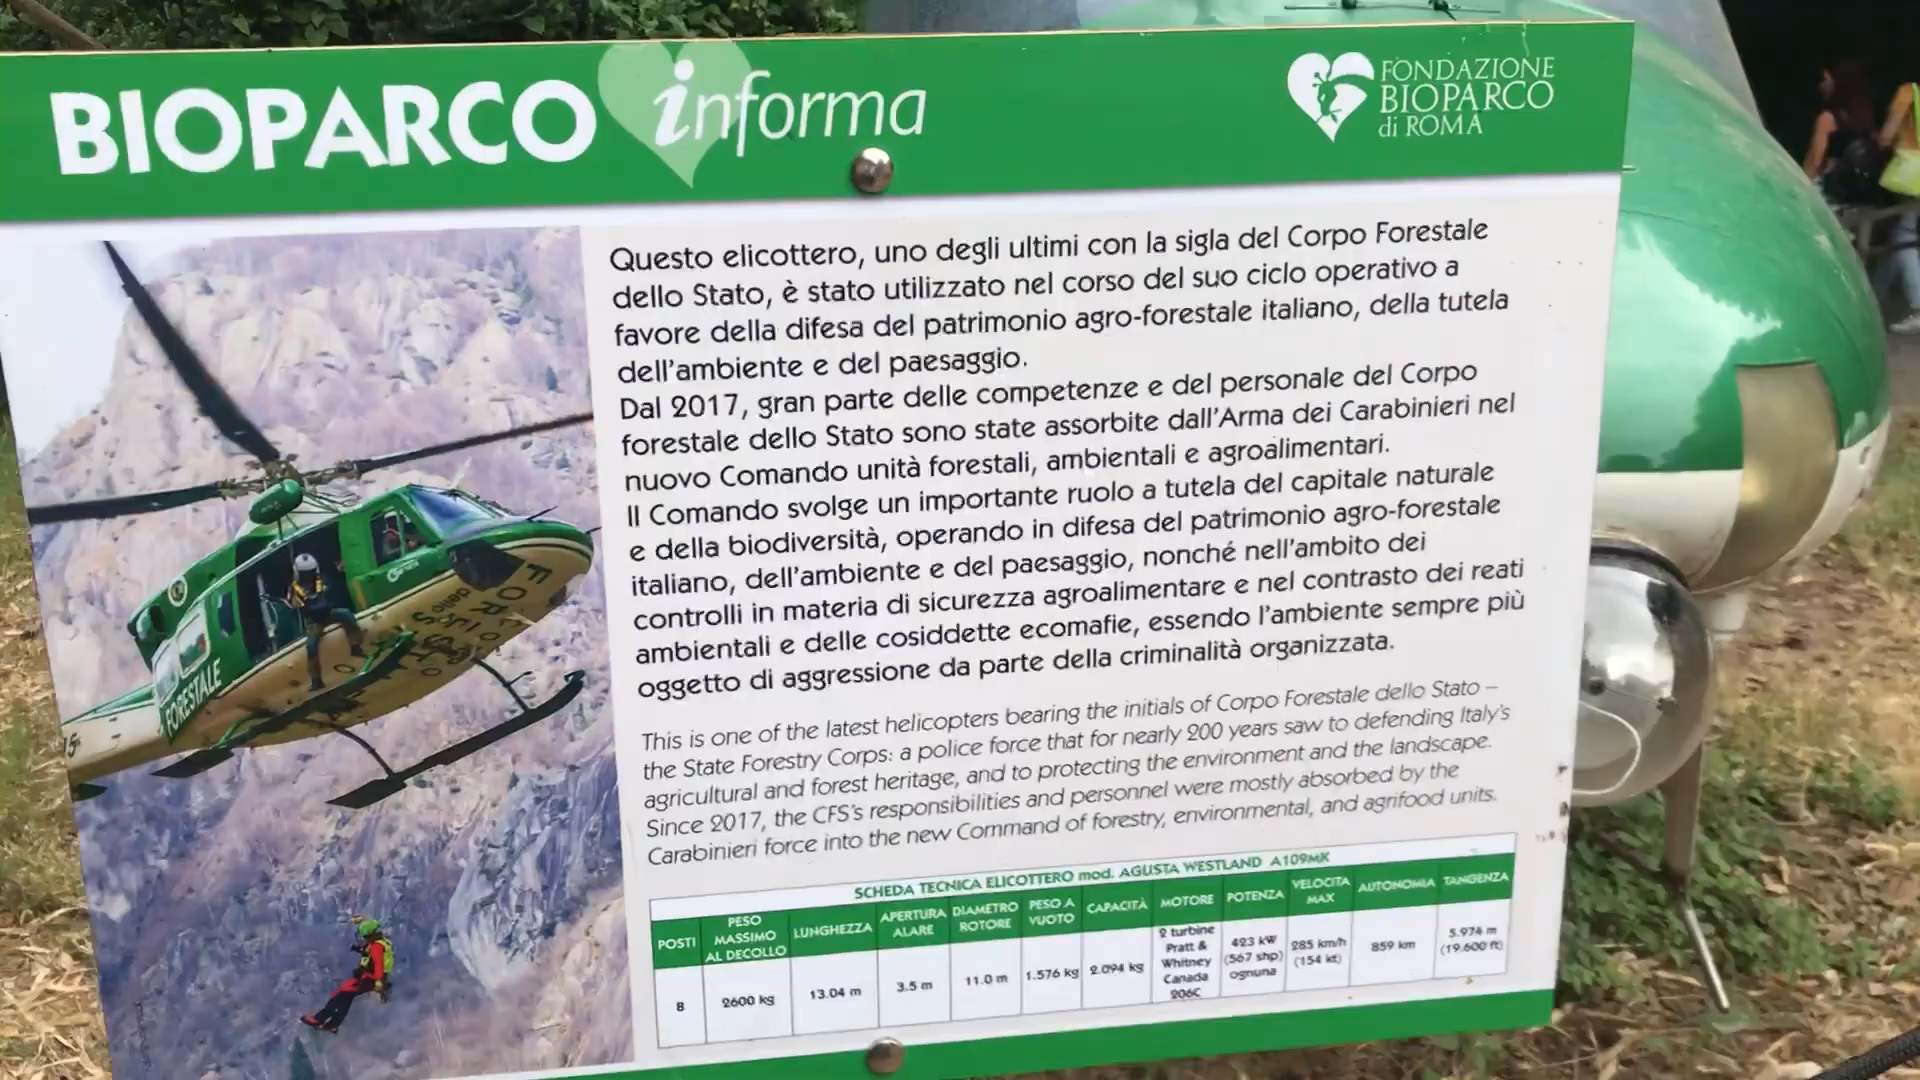 BIOPARCO informa
FONDAZIONE
BIOPARCO
di ROMA
Questo elicottero, uno degli ultimi con la sigla del Corpo Forestale
dello Stato, è stato utilizzato nel corso del suo ciclo operativo a
favore della difesa del patrimonio agro-forestale italiano, della tutela
dell'ambiente e del paesaggio.
Dal 2017, gran parte delle competenze e del personale del Corpo
forestale dello Stato sono state assorbite dall'Arma dei Carabinieri nel
nuovo Comando unità forestali, ambientali e agroalimentari.
Il Comando svolge un importante ruolo a tutela del capitale naturale
e della biodiversità, operando in difesa del patrimonio agro-forestale
italiano, dell'ambiente e del paesaggio, nonché nell'ambito dei
controlli in materia di sicurezza agroalimentare e nel contrasto dei reati
ambientali e delle cosiddette ecomafie, essendo l'ambiente sempre più
oggetto di aggressione da parte della criminalità organizzata.
This is one of the latest helicopters bearing the initials of Corpo Forestale dello Stato –
the State Forestry Corps: a police force that for nearly 200 years saw to defending Italy's
agricultural and forest heritage, and to protecting the environment and the landscape.
Since 2017, the CFS's responsibilities and personnel were mostly absorbed by the
Carabinieri force into the new Command of forestry, environmental, and agrifood units.
SCHEDA TECNICA ELICOTTERO mod. AGUSTA WESTLAND A109MK
POSTI
PESO
MASSIMO
AL DECOLLO
LUNGHEZZA
APERTURA
ALARE
DIAMETRO
ROTORE
PESO A
VUOTO
CAPACITÀ
MOTORE
POTENZA
VELOCITA
MAX
AUTONOMIA
TANGENZA
8
2600 kg
13.04 m
3.5 m
11.0 m
1.576 kg
2.094 kg
2 turbine
Pratt &
Whitney
Canada
206C
423 kW
(567 shp)
ognuna
285 km/h
(154 kt)
859 km
5.974 m
(19.600 ft)
FORESTALE